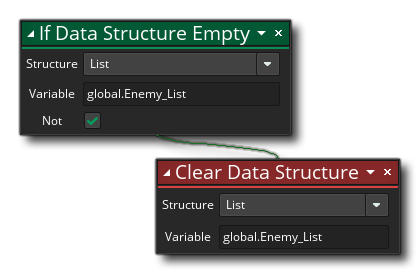 If Data Structure Empty
Structure List
Variable global.Enemy_List
Not
Clear Data Structure
Structure List
Variable global.Enemy_List